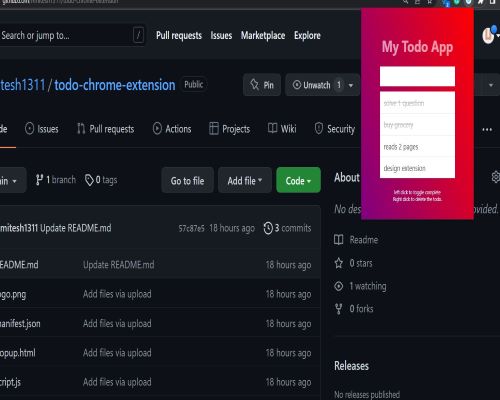 Search or jump to... / Pull requests Issues Marketplace Explore
tesh1311 / todo-chrome-extension Public
Pin Unwatch 1
Issues Pull requests Actions Projects Wiki Security
1 branch 0 tags Go to file Add file Code
mitesh1311 Update README.md 57c87e5 18 hours ago 3 commits
README.md Update README.md 18 hours ago
ogo.png Add files via upload 18 hours ago
manifest.json Add files via upload 18 hours ago
opup.html Add files via upload 18 hours ago
cript.js Add files via upload 18 hours ago
My Todo App
solve 1 question
buy grocery
reads 2 pages
design extension
left click to toggle complete
Right click to delete the todo.
About
No des
ovided.
Readme
0 stars
1 watching
0 forks
Releases
No releases published